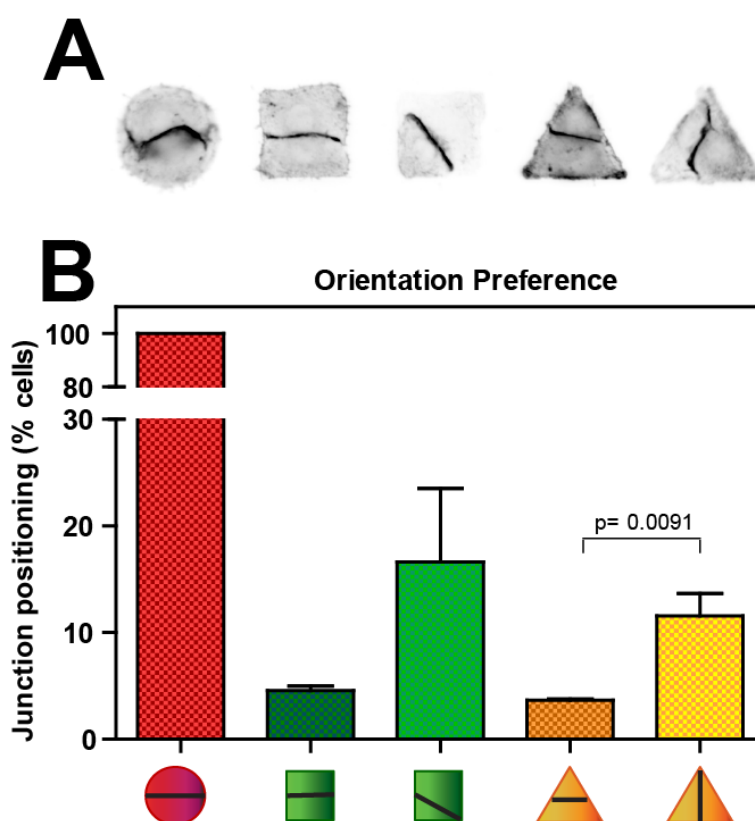 A
B
Orientation Preference
Junction positioning (% cells)
100
80
30
20
10
0
p= 0.0091